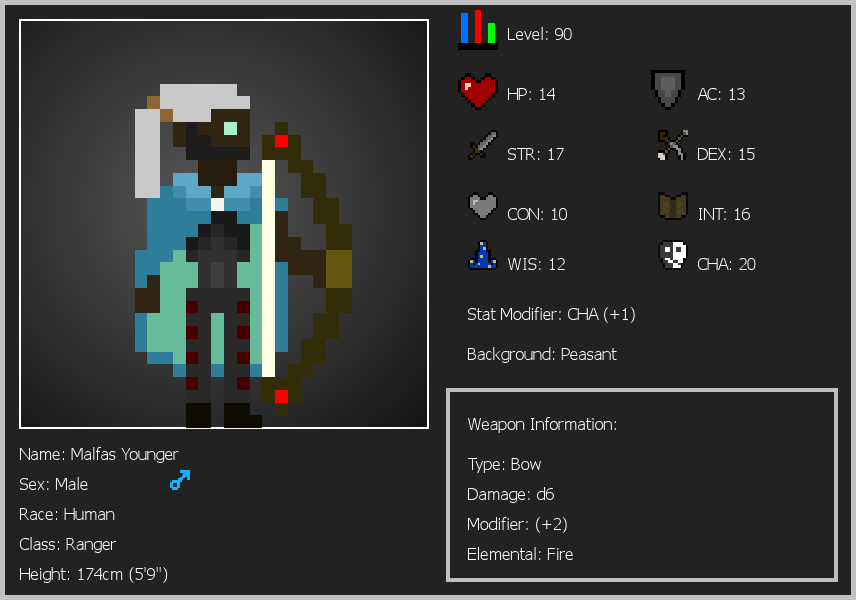 Level: 90
HP: 14
AC: 13
STR: 17
DEX: 15
CON: 10
INT: 16
WIS: 12
CHA: 20
Stat Modifier: CHA (+1)
Background: Peasant
Weapon Information:
Type: Bow
Damage: d6
Modifier: (+2)
Elemental: Fire
Name: Malfas Younger
Sex: Male
Race: Human
Class: Ranger
Height: 174cm (5'9")